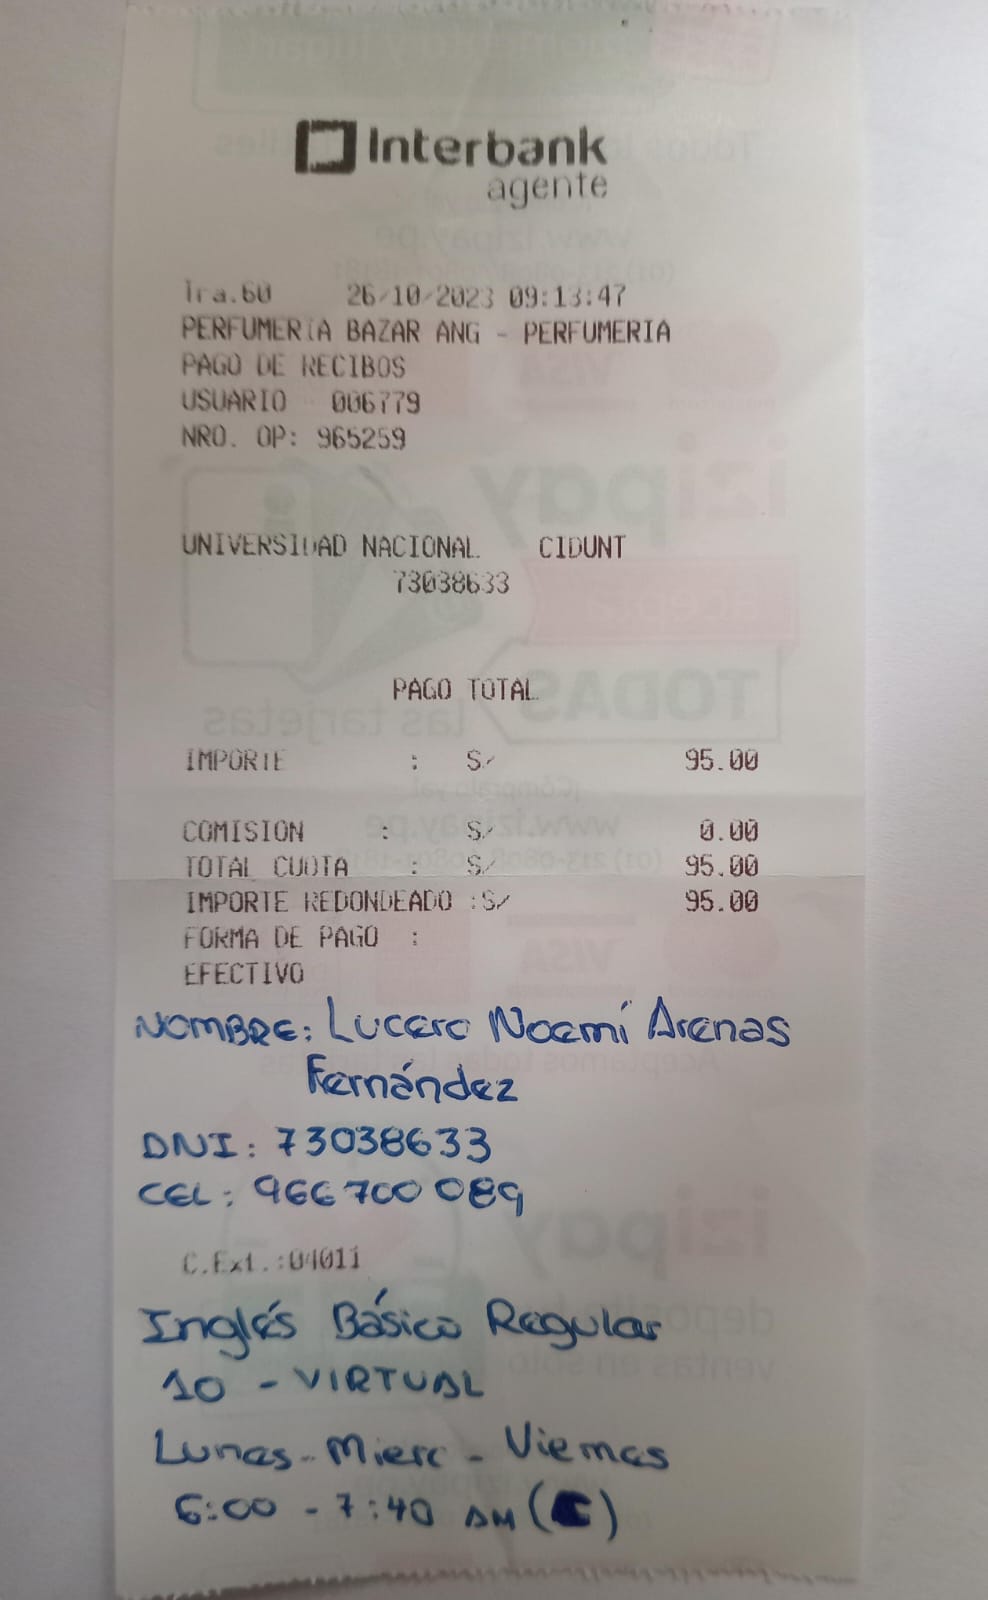 Interbank
agente
Tra.60 26/10/2023 09:13:47
PERFUMERIA BAZAR ANG - PERFUMERIA
PAGO DE RECIBOS
USUARIO 006779
NRO. OP: 965259
UNIVERSIDAD NACIONAL CIDUNT
73038633
PAGO TOTAL
IMPORTE : S/ 95.00
COMISION : S/ 0.00
TOTAL CUOTA : S/ 95.00
IMPORTE REDONDEADO :S/ 95.00
FORMA DE PAGO :
EFECTIVO
NOMBRE: Lucero Noemí Arenas
Fernández
DNI: 73038633
CEL: 966700089
C.Ext.:04011
Inglés Básico Regular
10 - VIRTUAL
Lunes - Mierc - Viernes
6:00 - 7:40 AM (C)